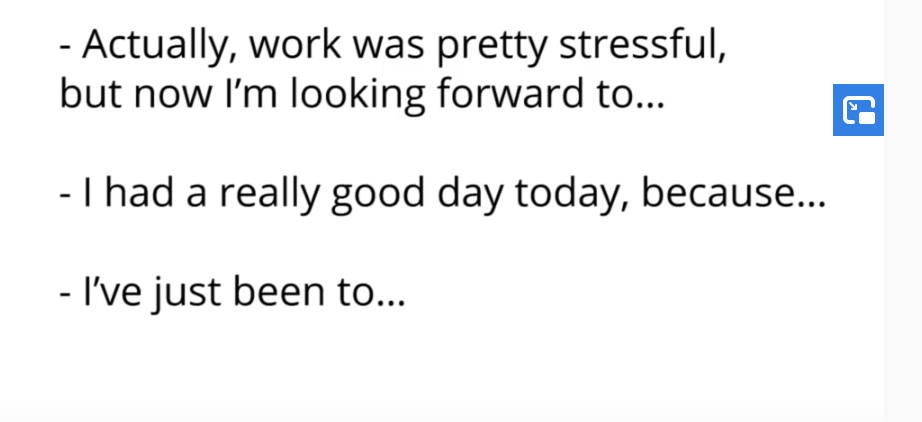 - Actually, work was pretty stressful,
but now I’m looking forward to...
- I had a really good day today, because...
- I’ve just been to...